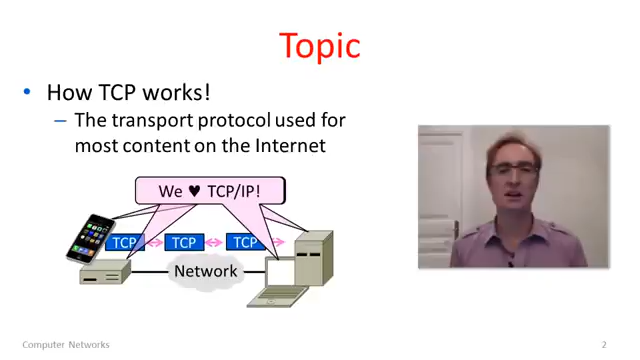 Topic
• How TCP works!
– The transport protocol used for
most content on the Internet
We ♥ TCP/IP!
TCP TCP TCP
Network
Computer Networks 2